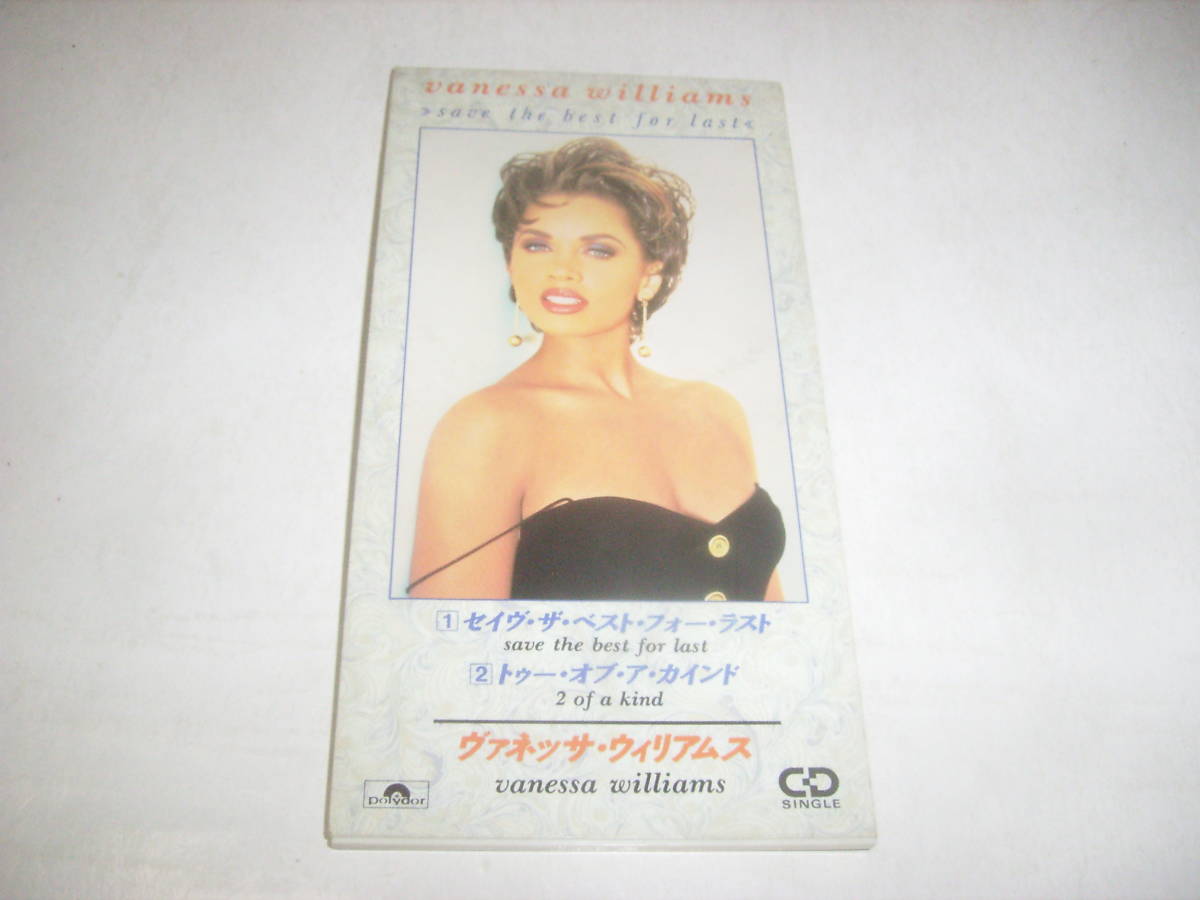 vanessa williams
»save the best for last«
1 セイヴ・ザ・ベスト・フォー・ラスト
save the best for last
2 トゥー・オブ・ア・カインド
2 of a kind
ヴァネッサ・ウィリアムス
vanessa williams
polydor
CD
SINGLE